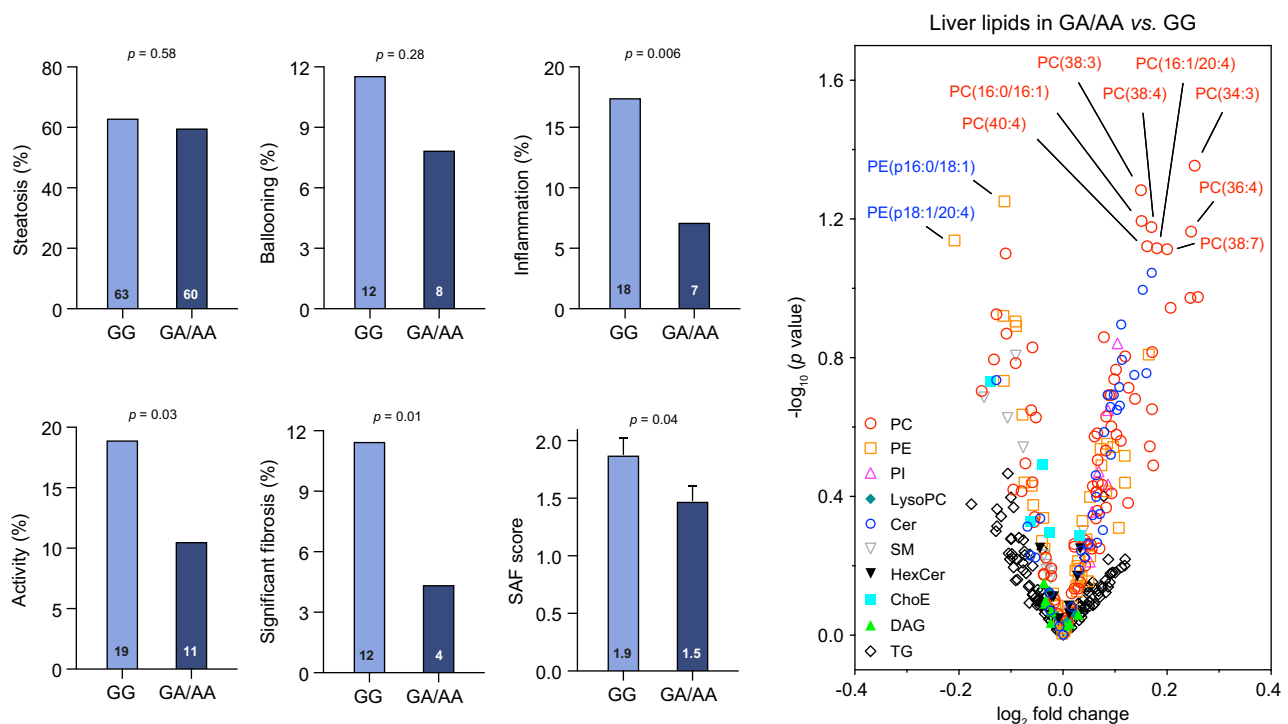 p = 0.58
Steatosis (%)
80
60
40
20
0
63
60
GG
GA/AA
p = 0.28
Ballooning (%)
12
9
6
3
0
12
8
GG
GA/AA
p = 0.006
Inflammation (%)
20
15
10
5
0
18
7
GG
GA/AA
p = 0.03
Activity (%)
20
15
10
5
0
19
11
GG
GA/AA
p = 0.01
Significant fibrosis (%)
12
9
6
3
0
12
4
GG
GA/AA
p = 0.04
SAF score
2.0
1.5
1.0
0.5
0.0
1.9
1.5
GG
GA/AA
Liver lipids in GA/AA vs. GG
-log10 (p value)
1.6
1.2
0.8
0.4
0.0
PC(38:3)
PC(16:1/20:4)
PC(16:0/16:1)
PC(38:4)
PC(34:3)
PC(40:4)
PE(p16:0/18:1)
PC(36:4)
PE(p18:1/20:4)
PC(38:7)
PC
PE
PI
LysoPC
Cer
SM
HexCer
ChoE
DAG
TG
-0.4
-0.2
0.0
0.2
0.4
log2 fold change